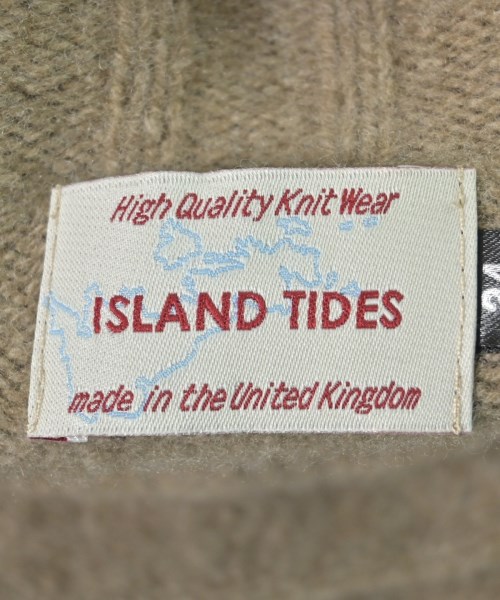 High Quality Knit Wear
ISLAND TIDES
made in the United Kingdom